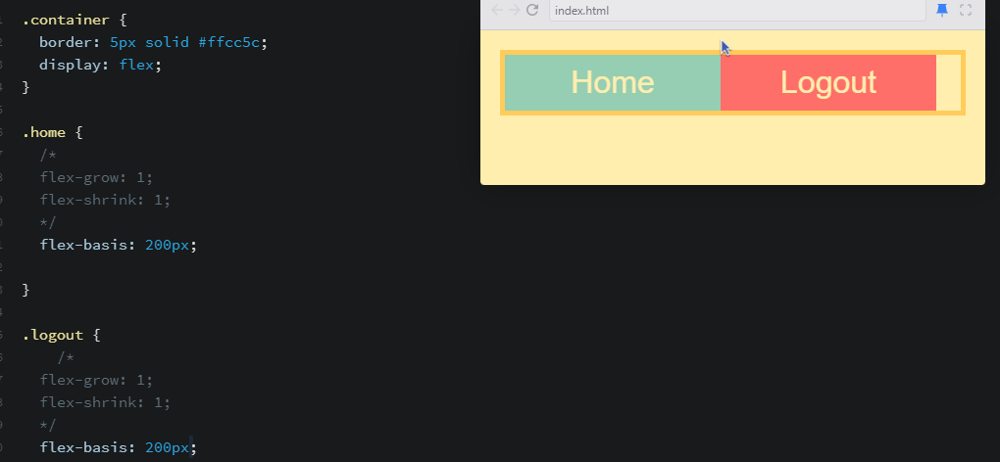 .container {
border: 5px solid #ffcc5c;
display: flex;
}
.home {
/*
flex-grow: 1;
flex-shrink: 1;
*/
flex-basis: 200px;
}
.logout {
/*
flex-grow: 1;
flex-shrink: 1;
*/
flex-basis: 200px;
index.html
Home Logout